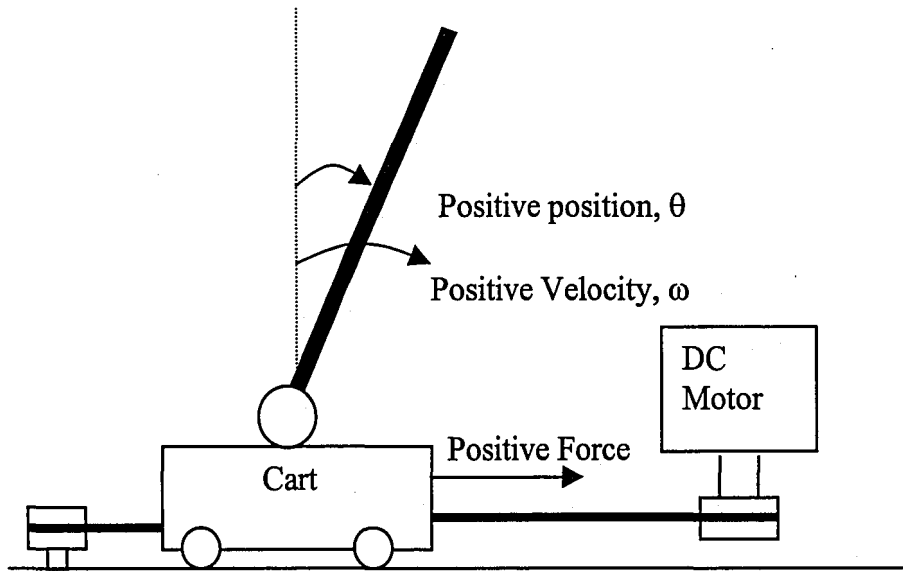 Positive position, θ
Positive Velocity, ω
DC
Motor
Positive Force
Cart